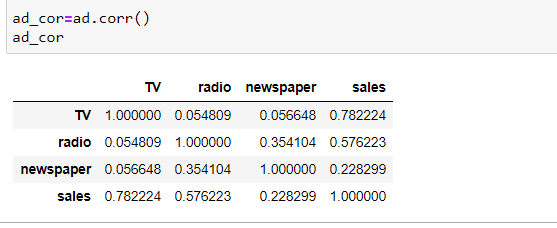 ad_cor=ad.corr()
ad_cor
TV radio newspaper sales
TV 1.000000 0.054809 0.056648 0.782224
radio 0.054809 1.000000 0.354104 0.576223
newspaper 0.056648 0.354104 1.000000 0.228299
sales 0.782224 0.576223 0.228299 1.000000